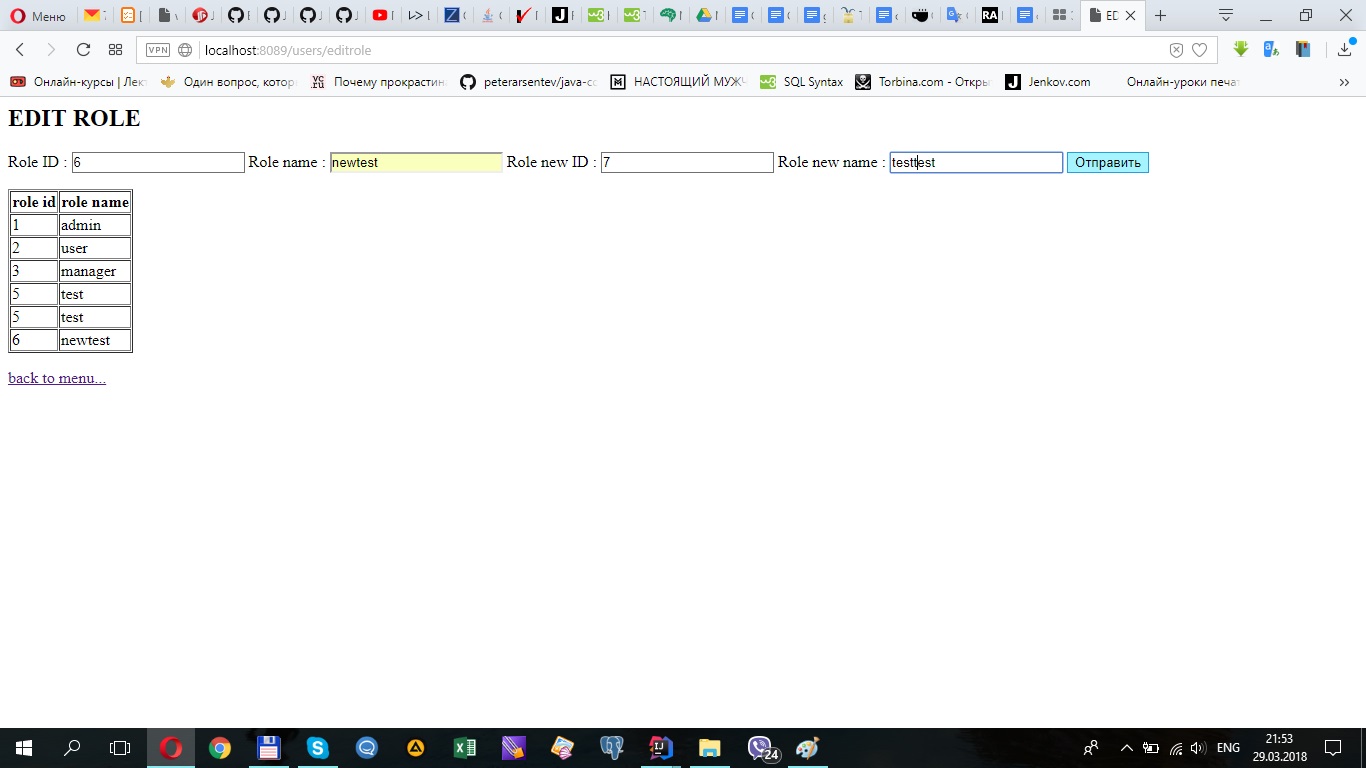 Меню
localhost:8089/users/editrole
VPN
Онлайн-курсы | Лек
Один вопрос, котор
Почему прокрастин
peterarsentev/java-co
НАСТОЯЩИЙ МУЖЧ
SQL Syntax
Torbina.com - Откры
Jenkov.com
Онлайн-уроки печат
EDIT ROLE
Role ID : 6 Role name : newtest Role new ID : 7 Role new name : testtest Отправить
role id role name
1 admin
2 user
3 manager
5 test
5 test
6 newtest
back to menu...
24
ENG
21:53
29.03.2018